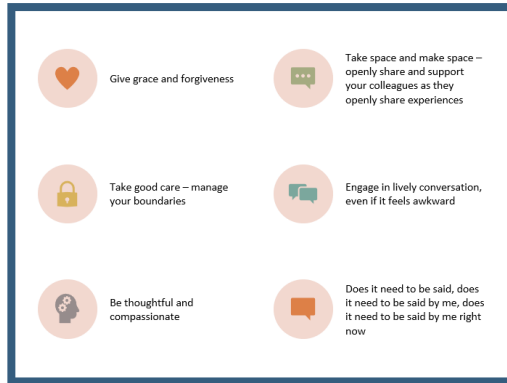 Give grace and forgiveness
Take space and make space –
openly share and support
your colleagues as they
openly share experiences
Take good care – manage
your boundaries
Engage in lively conversation,
even if it feels awkward
Be thoughtful and
compassionate
Does it need to be said, does
it need to be said by me, does
it need to be said by me right
now